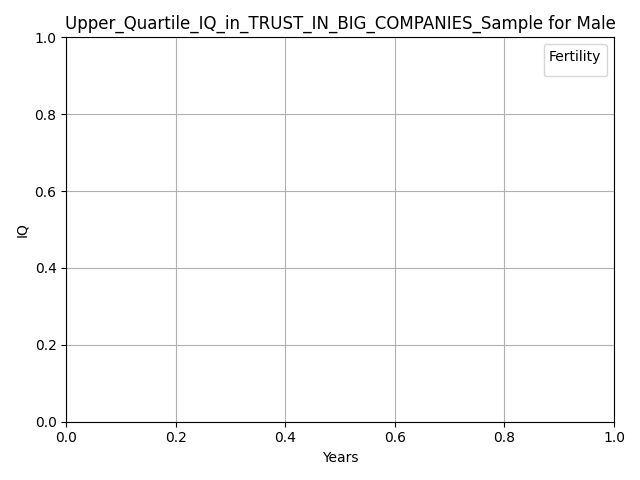 Upper_Quartile_IQ_in_TRUST_IN_BIG_COMPANIES_Sample for Male
1.0
Fertility
0.8
0.6
IQ
0.4
0.2
0.0
0.0 0.2 0.4 0.6 0.8 1.0
Years